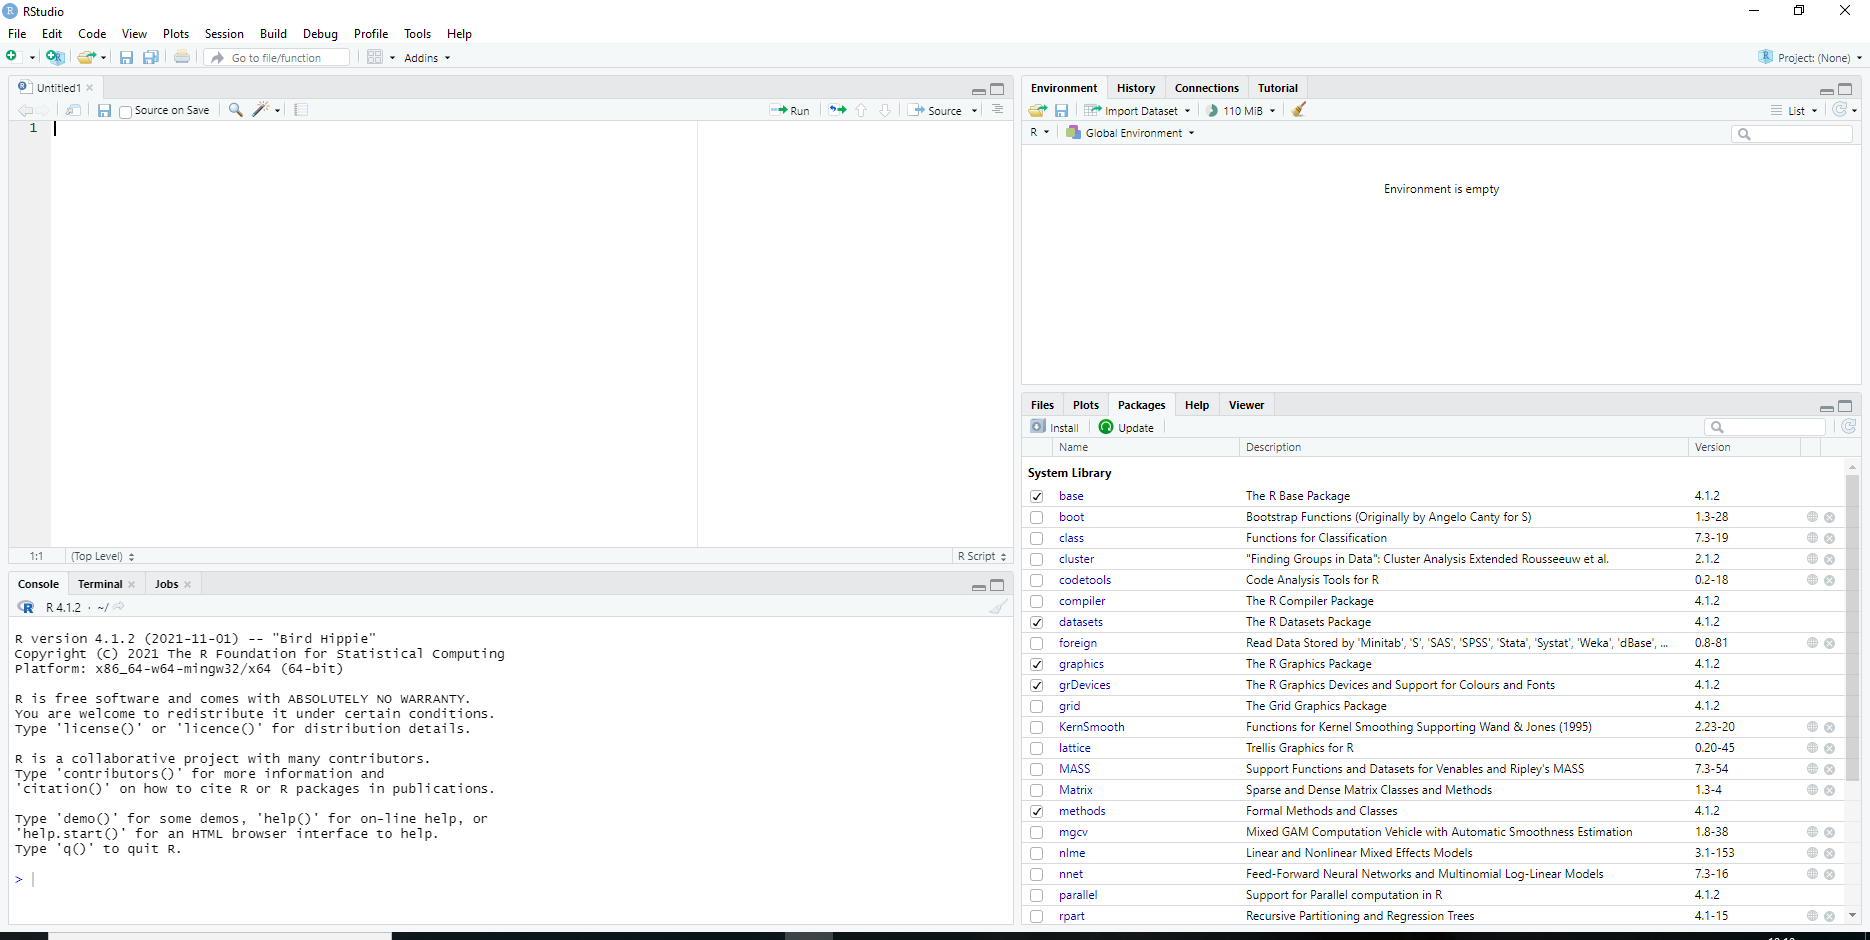 RStudio
File Edit Code View Plots Session Build Debug Profile Tools Help
Go to file/function Addins Project: (None)
Untitled1
Source on Save Run Source
1
1:1 (Top Level) R Script
Console Terminal Jobs
R 4.1.2 · ~/
R version 4.1.2 (2021-11-01) -- "Bird Hippie"
Copyright (C) 2021 The R Foundation for Statistical Computing
Platform: x86_64-w64-mingw32/x64 (64-bit)
R is free software and comes with ABSOLUTELY NO WARRANTY.
You are welcome to redistribute it under certain conditions.
Type 'license()' or 'licence()' for distribution details.
R is a collaborative project with many contributors.
Type 'contributors()' for more information and
'citation()' on how to cite R or R packages in publications.
Type 'demo()' for some demos, 'help()' for on-line help, or
'help.start()' for an HTML browser interface to help.
Type 'q()' to quit R.
>
Environment History Connections Tutorial
Import Dataset 110 MiB List
R Global Environment
Environment is empty
Files Plots Packages Help Viewer
Install Update
Name Description Version
System Library
base The R Base Package 4.1.2
boot Bootstrap Functions (Originally by Angelo Canty for S) 1.3-28
class Functions for Classification 7.3-19
cluster "Finding Groups in Data": Cluster Analysis Extended Rousseeuw et al. 2.1.2
codetools Code Analysis Tools for R 0.2-18
compiler The R Compiler Package 4.1.2
datasets The R Datasets Package 4.1.2
foreign Read Data Stored by 'Minitab', 'S', 'SAS', 'SPSS', 'Stata', 'Systat', 'Weka', 'dBase', ... 0.8-81
graphics The R Graphics Package 4.1.2
grDevices The R Graphics Devices and Support for Colours and Fonts 4.1.2
grid The Grid Graphics Package 4.1.2
KernSmooth Functions for Kernel Smoothing Supporting Wand & Jones (1995) 2.23-20
lattice Trellis Graphics for R 0.20-45
MASS Support Functions and Datasets for Venables and Ripley's MASS 7.3-54
Matrix Sparse and Dense Matrix Classes and Methods 1.3-4
methods Formal Methods and Classes 4.1.2
mgcv Mixed GAM Computation Vehicle with Automatic Smoothness Estimation 1.8-38
nlme Linear and Nonlinear Mixed Effects Models 3.1-153
nnet Feed-Forward Neural Networks and Multinomial Log-Linear Models 7.3-16
parallel Support for Parallel computation in R 4.1.2
rpart Recursive Partitioning and Regression Trees 4.1-15